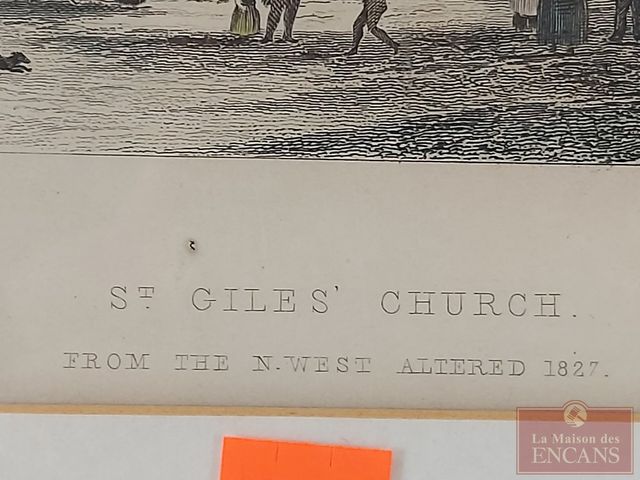 ST GILES' CHURCH.
FROM THE N.WEST ALTERED 1827.
La Maison des
ENCANS